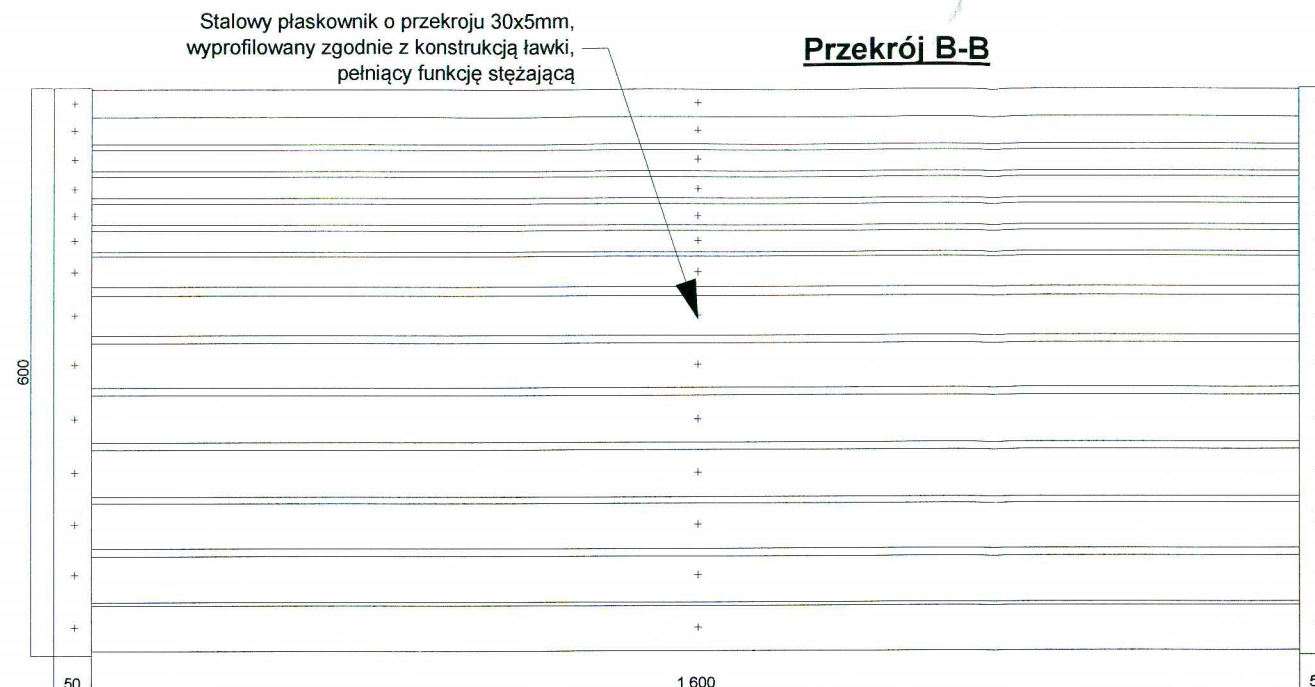 Stalowy płaskownik o przekroju 30x5mm,
wyprofilowany zgodnie z konstrukcją ławki,
pełniący funkcję stężającą
Przekrój B-B
600
50
1 600